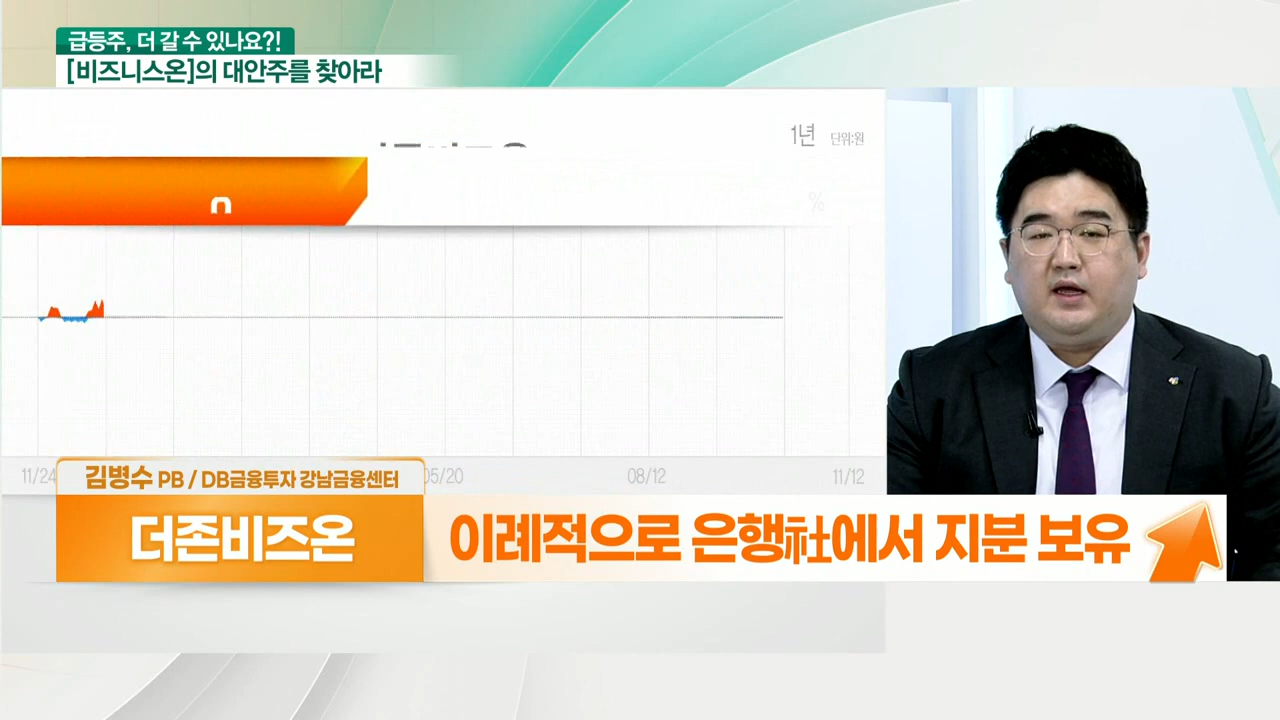 급등주, 더 갈 수 있나요?!
[비즈니스온]의 대안주를 찾아라
1년 단위:원
%
11/24 05/20 08/12 11/12
김병수 PB / DB금융투자 강남금융센터
더존비즈온
이례적으로 은행社에서 지분 보유